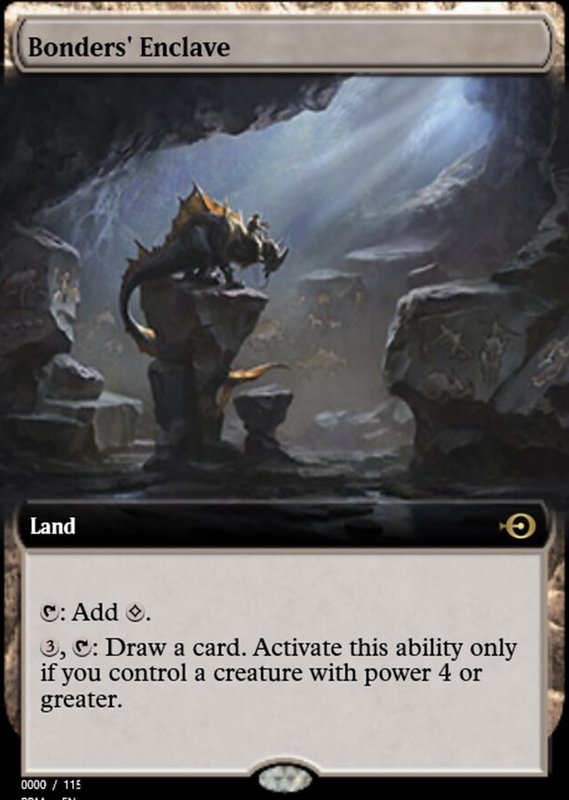 Bonders' Enclave
Land
: Add .
3, : Draw a card. Activate this ability only
if you control a creature with power 4 or
greater.
0000 / 115